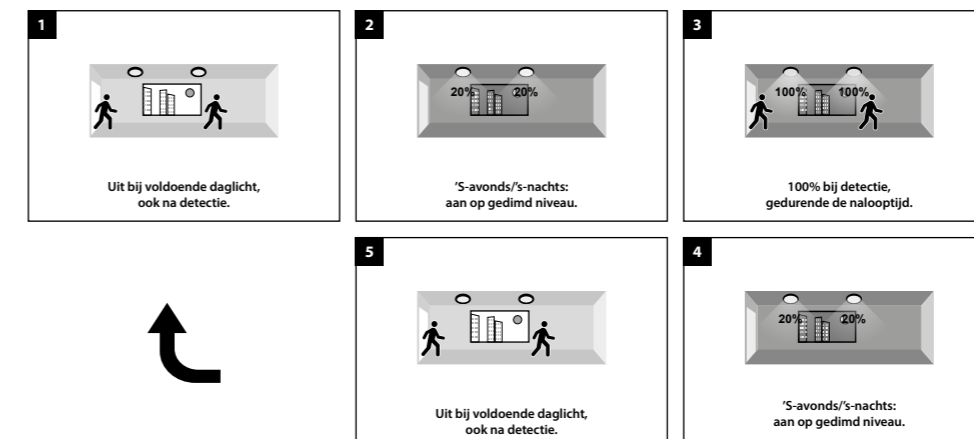 1
Uit bij voldoende daglicht,
ook na detectie.
2
20% 20%
'S-avonds/'s-nachts:
aan op gedimd niveau.
3
100% 100%
100% bij detectie,
gedurende de nalooptijd.
5
Uit bij voldoende daglicht,
ook na detectie.
4
20% 20%
'S-avonds/'s-nachts:
aan op gedimd niveau.